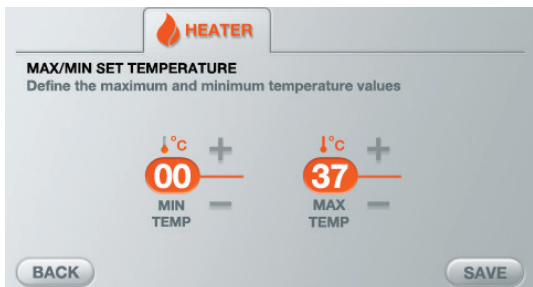 HEATER
MAX/MIN SET TEMPERATURE
Define the maximum and minimum temperature values
°C + °C +
00 37
MIN – MAX –
TEMP TEMP
BACK SAVE